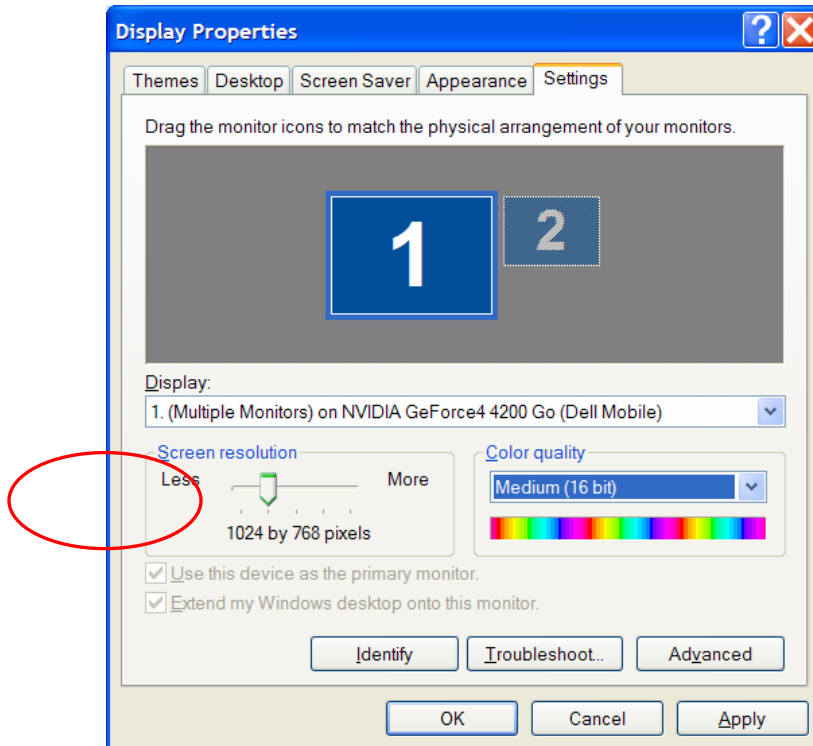 Display Properties
?
Themes Desktop Screen Saver Appearance Settings
Drag the monitor icons to match the physical arrangement of your monitors.
1 2
Display:
1. (Multiple Monitors) on NVIDIA GeForce4 4200 Go (Dell Mobile)
Screen resolution
Less More
1024 by 768 pixels
Color quality
Medium (16 bit)
Use this device as the primary monitor.
Extend my Windows desktop onto this monitor.
Identify Troubleshoot... Advanced
OK Cancel Apply